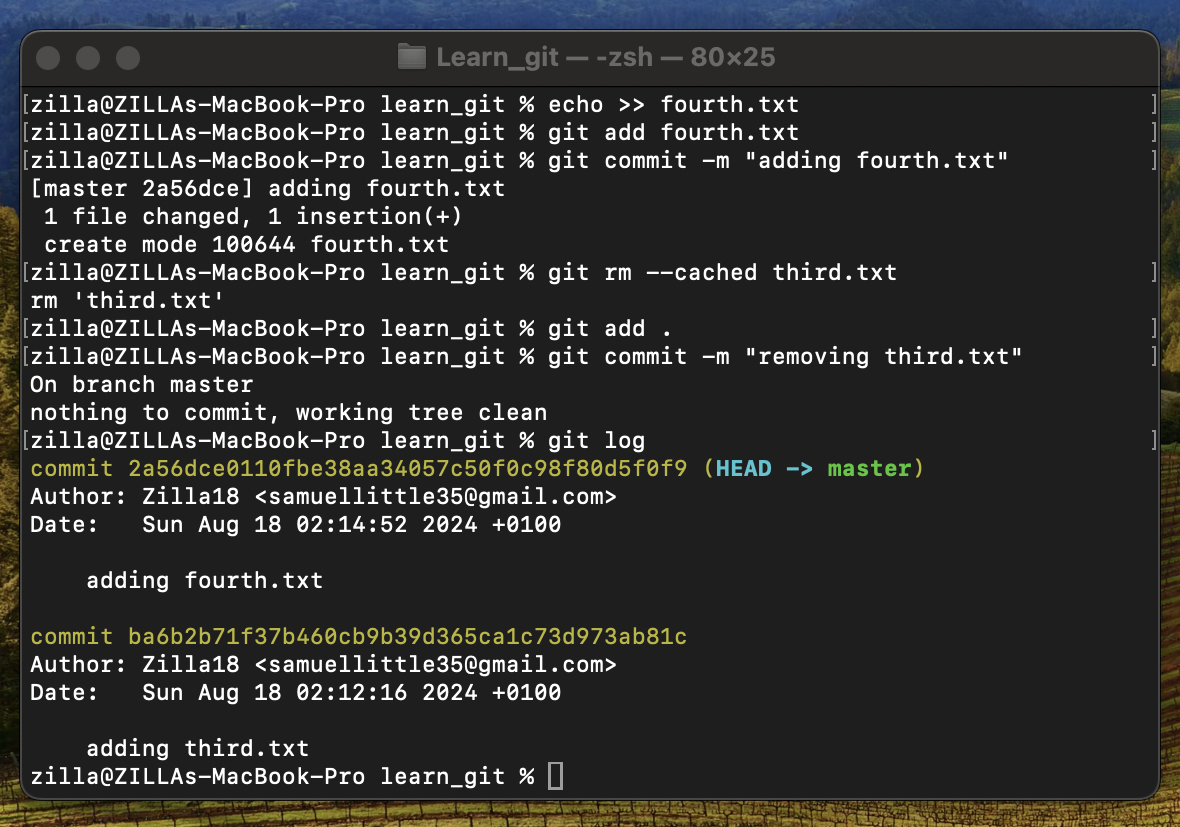 Learn_git — -zsh — 80×25
[zilla@ZILLAs-MacBook-Pro learn_git % echo >> fourth.txt ]
[zilla@ZILLAs-MacBook-Pro learn_git % git add fourth.txt ]
[zilla@ZILLAs-MacBook-Pro learn_git % git commit -m "adding fourth.txt" ]
[master 2a56dce] adding fourth.txt
 1 file changed, 1 insertion(+)
 create mode 100644 fourth.txt
[zilla@ZILLAs-MacBook-Pro learn_git % git rm --cached third.txt ]
rm 'third.txt'
[zilla@ZILLAs-MacBook-Pro learn_git % git add . ]
[zilla@ZILLAs-MacBook-Pro learn_git % git commit -m "removing third.txt" ]
On branch master
nothing to commit, working tree clean
[zilla@ZILLAs-MacBook-Pro learn_git % git log ]
commit 2a56dce0110fbe38aa34057c50f0c98f80d5f0f9 (HEAD -> master)
Author: Zilla18 <samuellittle35@gmail.com>
Date:   Sun Aug 18 02:14:52 2024 +0100
    adding fourth.txt
commit ba6b2b71f37b460cb9b39d365ca1c73d973ab81c
Author: Zilla18 <samuellittle35@gmail.com>
Date:   Sun Aug 18 02:12:16 2024 +0100
    adding third.txt
zilla@ZILLAs-MacBook-Pro learn_git %